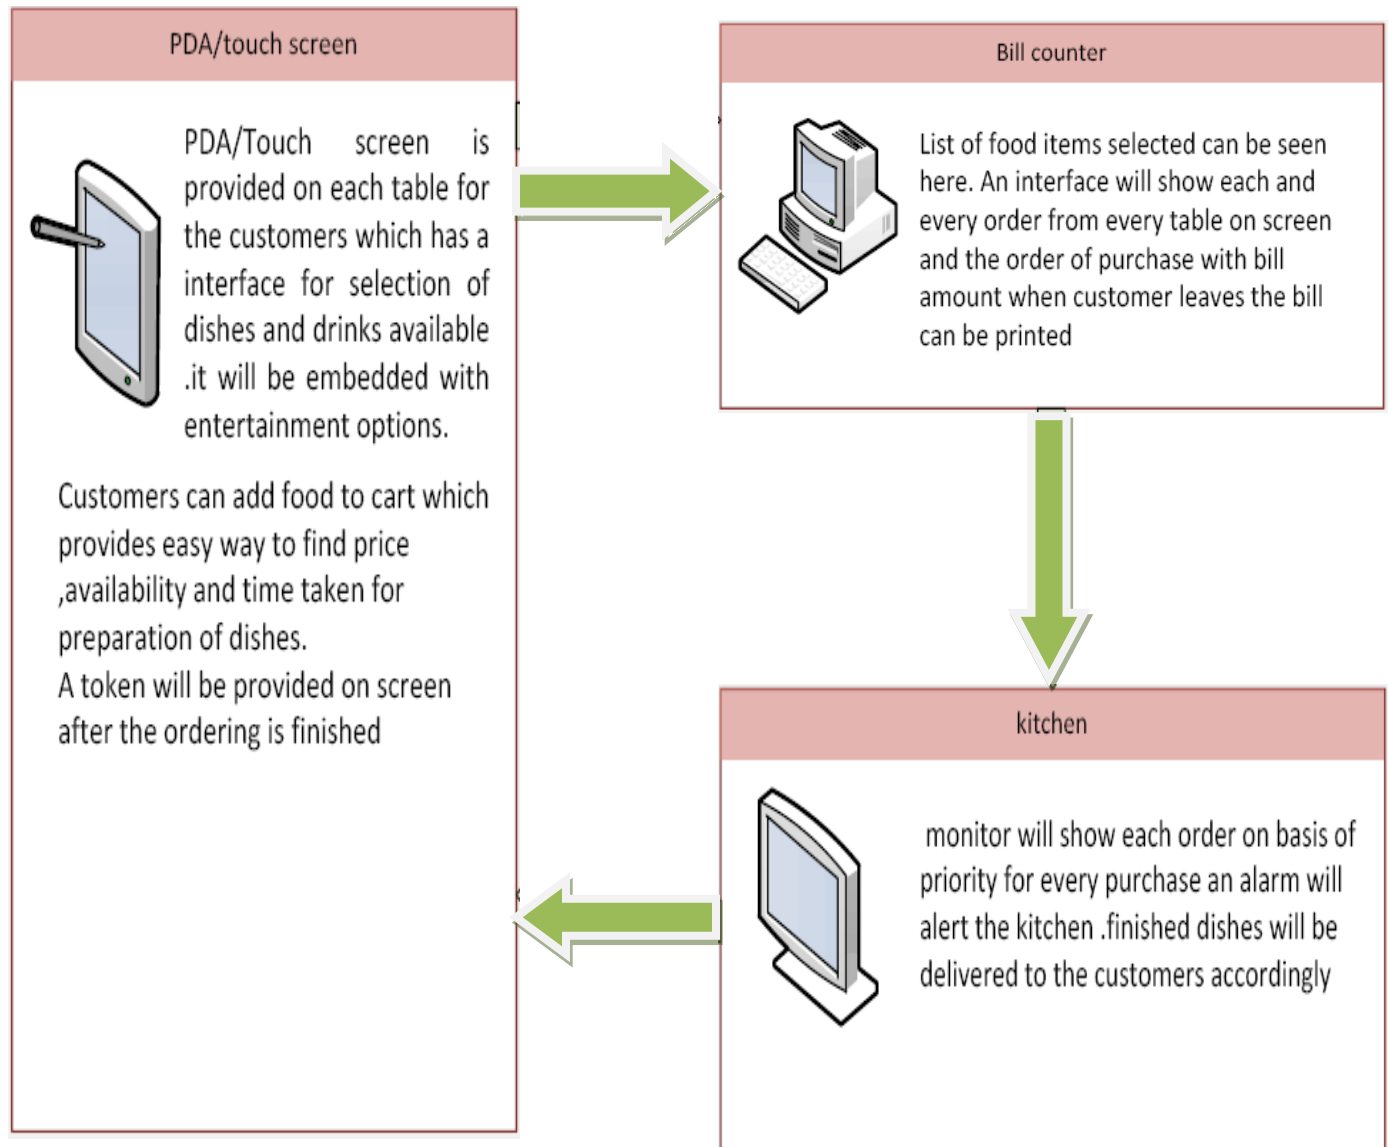 PDA/touch screen
PDA/Touch screen is
provided on each table for
the customers which has a
interface for selection of
dishes and drinks available
.it will be embedded with
entertainment options.
Customers can add food to cart which
provides easy way to find price
,availability and time taken for
preparation of dishes.
A token will be provided on screen
after the ordering is finished
Bill counter
List of food items selected can be seen
here. An interface will show each and
every order from every table on screen
and the order of purchase with bill
amount when customer leaves the bill
can be printed
kitchen
monitor will show each order on basis of
priority for every purchase an alarm will
alert the kitchen .finished dishes will be
delivered to the customers accordingly